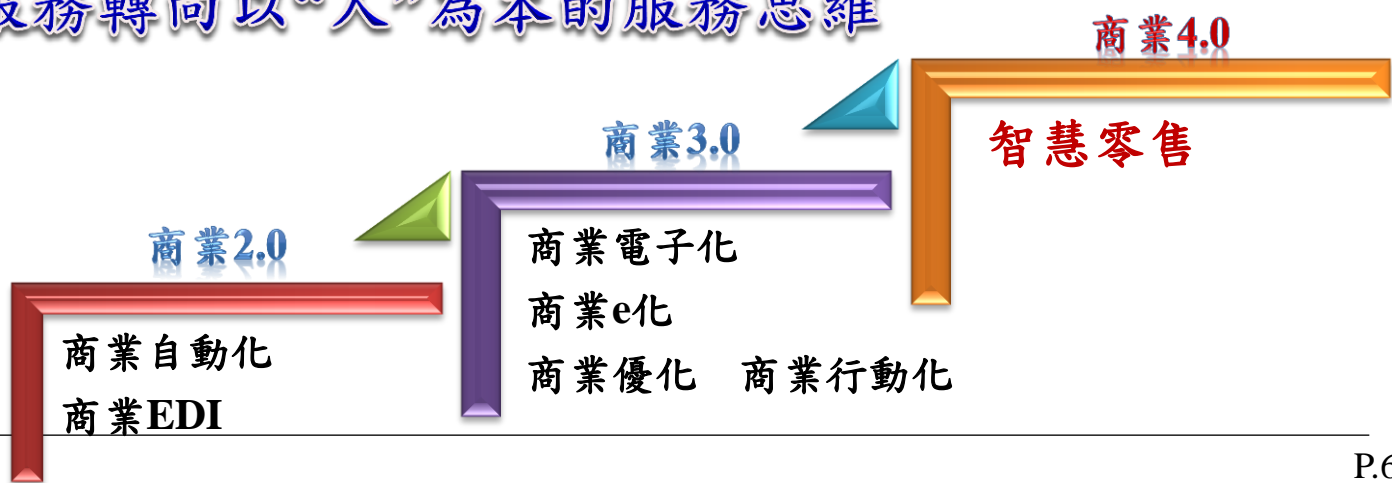 服務轉向以“人”為本的服務思維
商業4.0
智慧零售
商業3.0
商業電子化
商業e化
商業優化 商業行動化
商業2.0
商業自動化
商業EDI
P.6